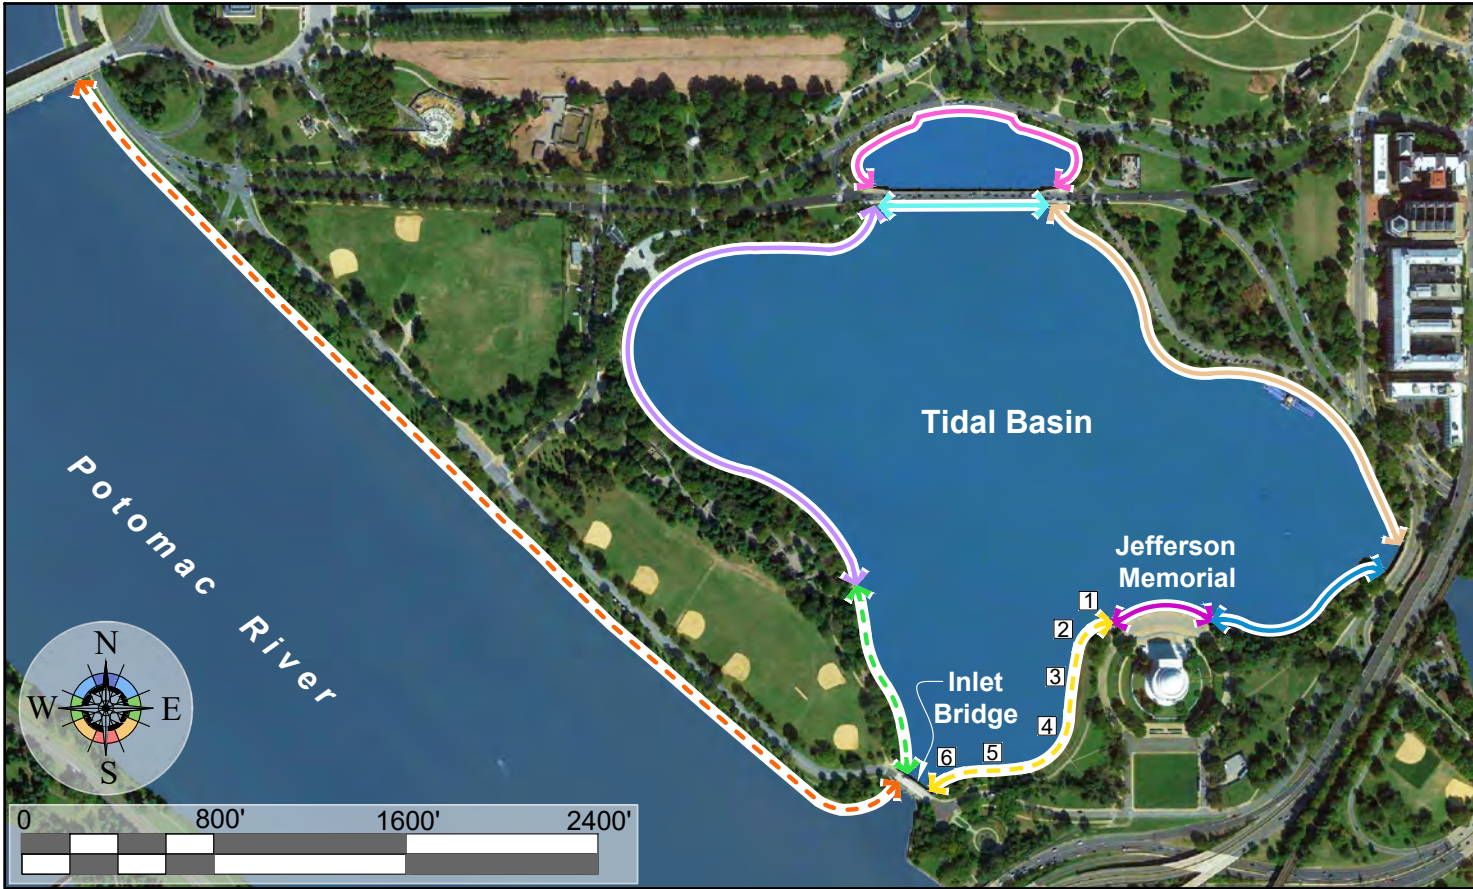 Tidal Basin
Potomac River
Jefferson
Memorial
1
2
3
4
5
6
Inlet
Bridge
N
W E
S
0 800' 1600' 2400'